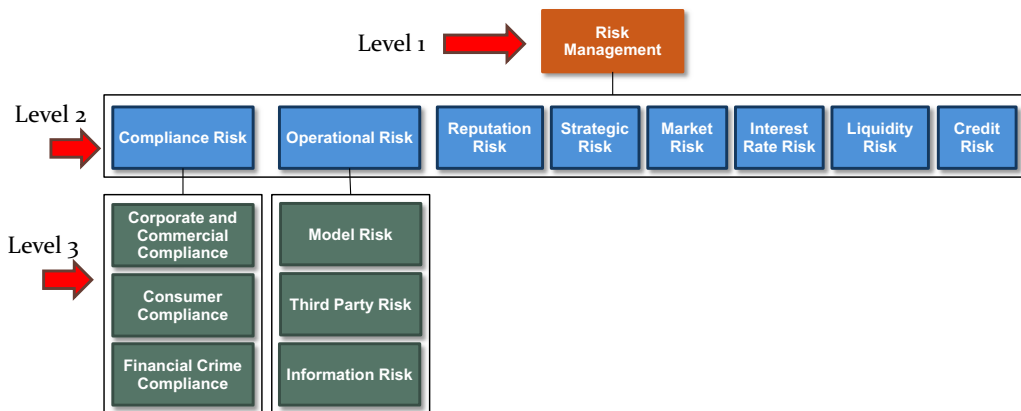 Level 1
Risk
Management
Level 2
Compliance Risk
Operational Risk
Reputation
Risk
Strategic
Risk
Market
Risk
Interest
Rate Risk
Liquidity
Risk
Credit
Risk
Level 3
Corporate and
Commercial
Compliance
Model Risk
Consumer
Compliance
Third Party Risk
Financial Crime
Compliance
Information Risk